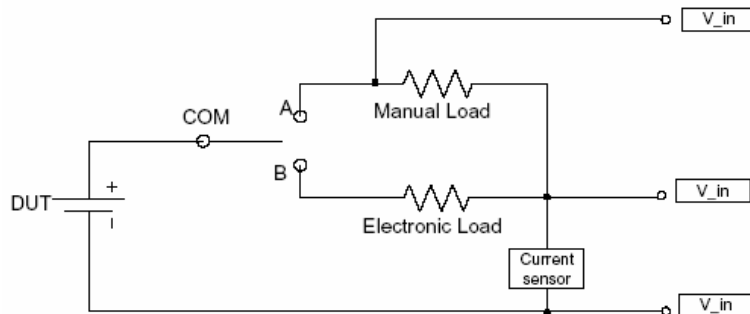 V_in
A
Manual Load
COM
B
DUT
+
-
Electronic Load
V_in
Current
sensor
V_in